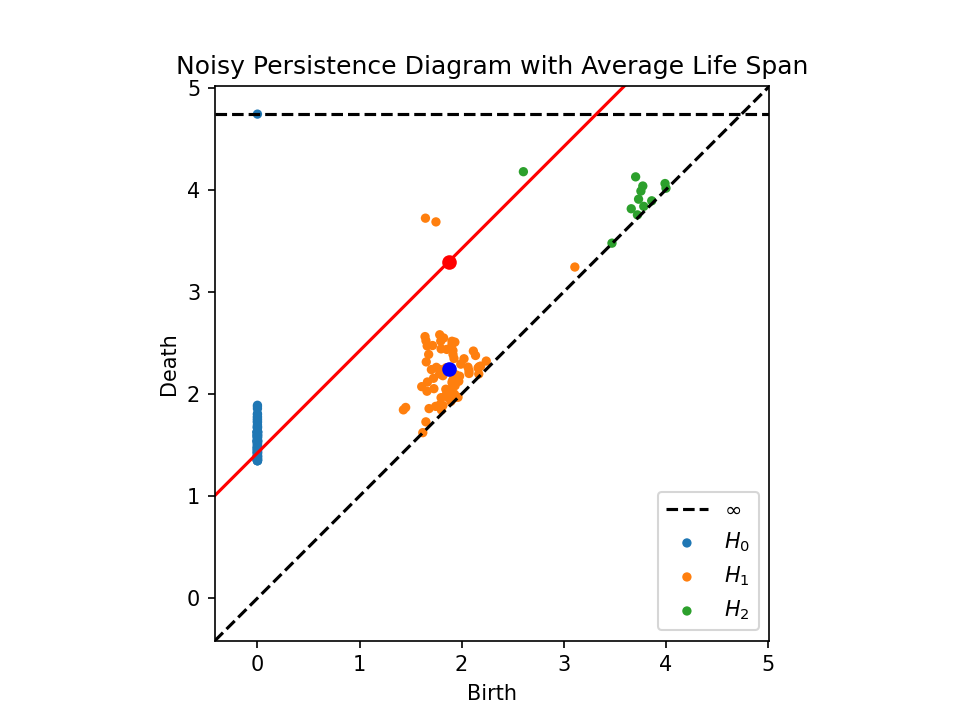 Noisy Persistence Diagram with Average Life Span
5
4
3
2
1
0
Death
∞
H₀
H₁
H₂
0 1 2 3 4 5
Birth